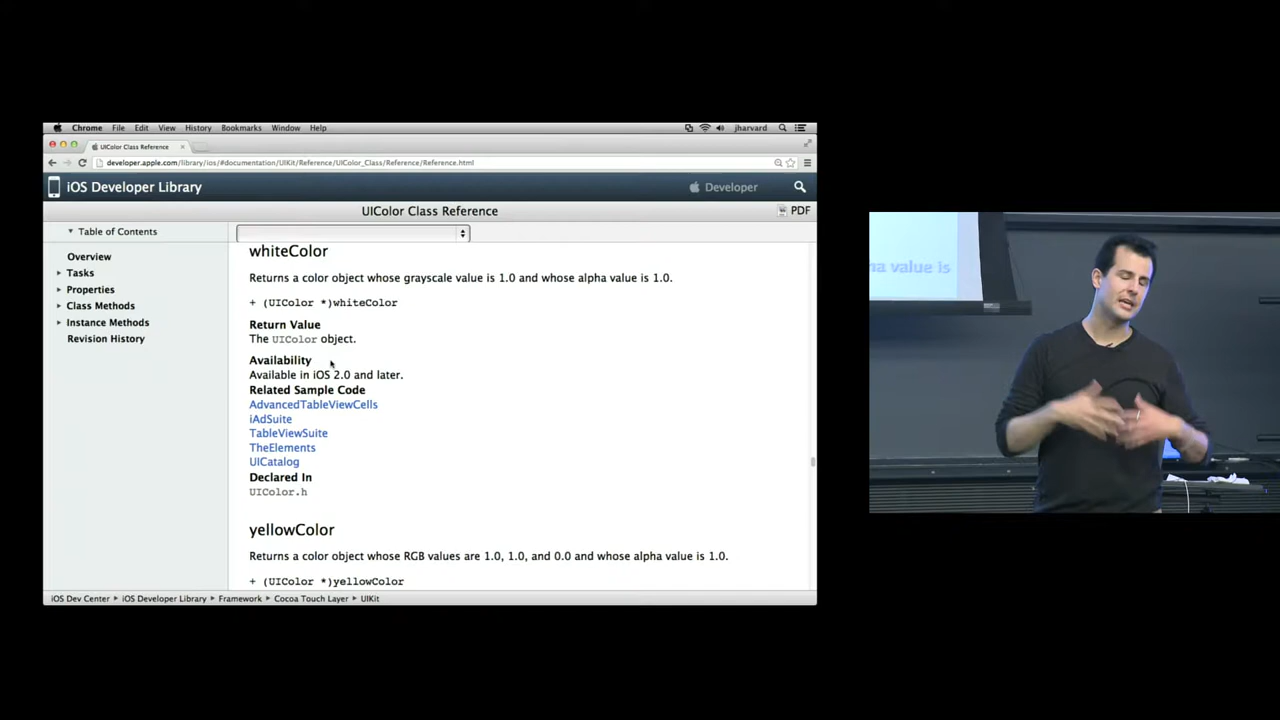 Chrome File Edit View History Bookmarks Window Help jharvard
UIColor Class Reference
developer.apple.com/library/ios/#documentation/UIKit/Reference/UIColor_Class/Reference/Reference.html
iOS Developer Library Developer
UIColor Class Reference PDF
Table of Contents
Overview
Tasks
Properties
Class Methods
Instance Methods
Revision History
whiteColor
Returns a color object whose grayscale value is 1.0 and whose alpha value is 1.0.
+ (UIColor *)whiteColor
Return Value
The UIColor object.
Availability
Available in iOS 2.0 and later.
Related Sample Code
AdvancedTableViewCells
iAdSuite
TableViewSuite
TheElements
UICatalog
Declared In
UIColor.h
yellowColor
Returns a color object whose RGB values are 1.0, 1.0, and 0.0 and whose alpha value is 1.0.
+ (UIColor *)yellowColor
iOS Dev Center ▸ iOS Developer Library ▸ Framework ▸ Cocoa Touch Layer ▸ UIKit
ha value is